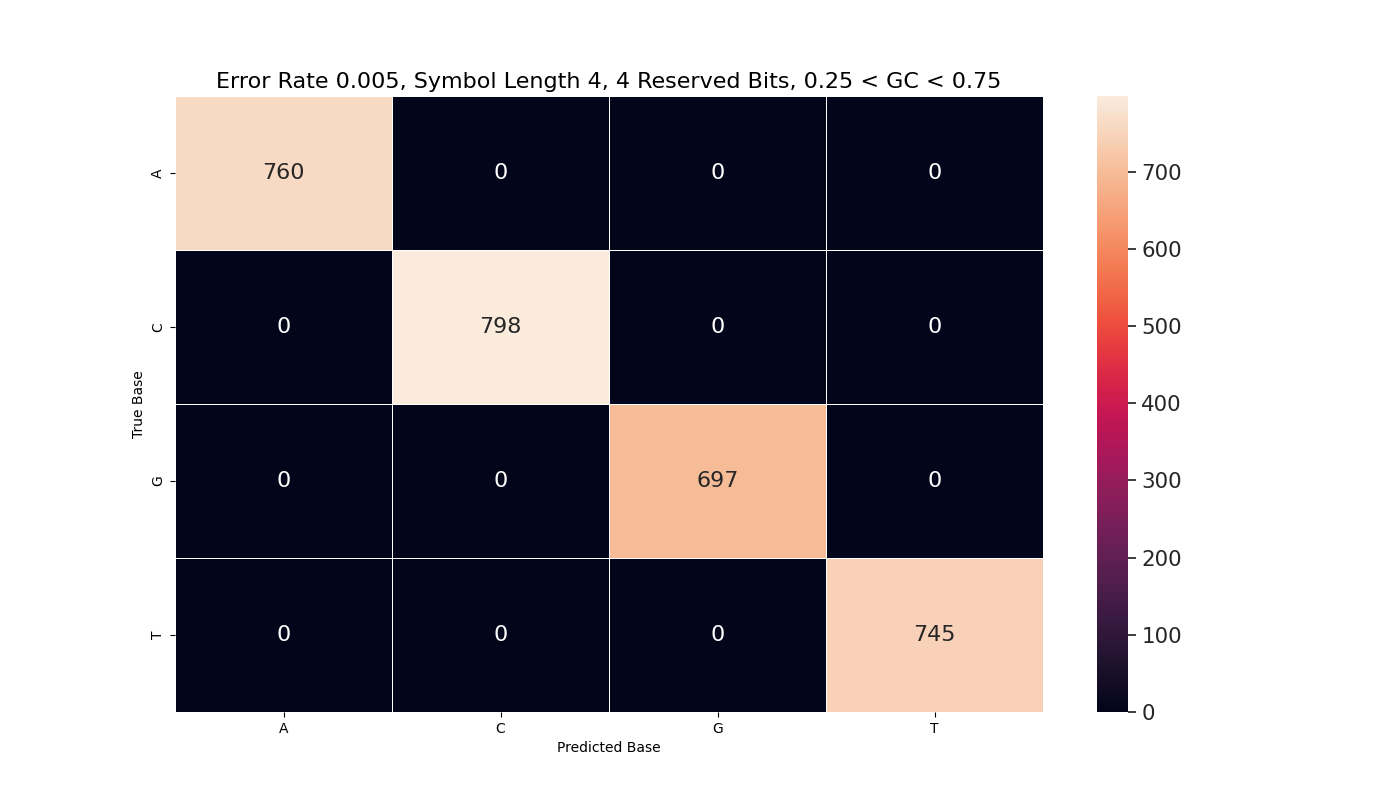 Error Rate 0.005, Symbol Length 4, 4 Reserved Bits, 0.25 < GC < 0.75
A 760 0 0 0
C 0 798 0 0
G 0 0 697 0
T 0 0 0 745
True Base
A C G T
Predicted Base
700
600
500
400
300
200
100
0